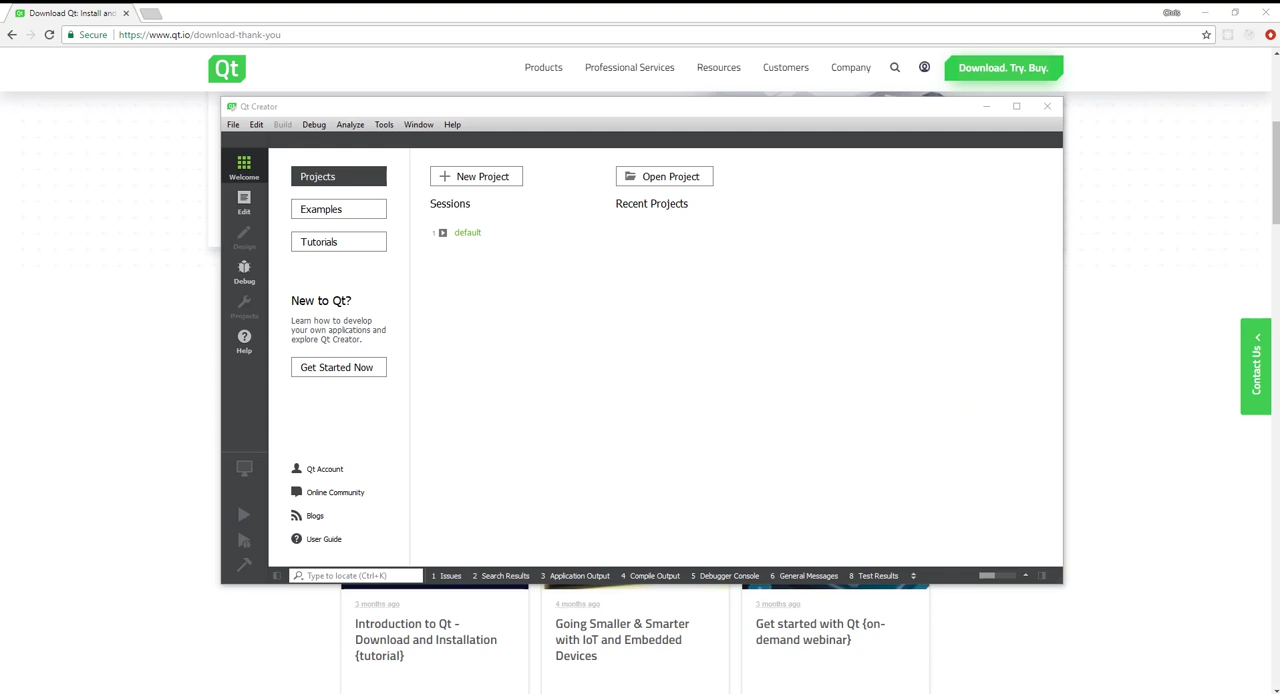 Download Qt: Install and
Chris
Secure
https://www.qt.io/download-thank-you
Qt
Products
Professional Services
Resources
Customers
Company
Download. Try. Buy.
Qt Creator
File Edit Build Debug Analyze Tools Window Help
Welcome
Edit
Design
Debug
Projects
Help
Projects
Examples
Tutorials
New to Qt?
Learn how to develop
your own applications and
explore Qt Creator.
Get Started Now
Qt Account
Online Community
Blogs
User Guide
New Project
Open Project
Sessions
Recent Projects
1 default
Type to locate (Ctrl+K)
1 Issues 2 Search Results 3 Application Output 4 Compile Output 5 Debugger Console 6 General Messages 8 Test Results
Contact Us
3 months ago
Introduction to Qt -
Download and Installation
{tutorial}
4 months ago
Going Smaller & Smarter
with IoT and Embedded
Devices
3 months ago
Get started with Qt {on-
demand webinar}